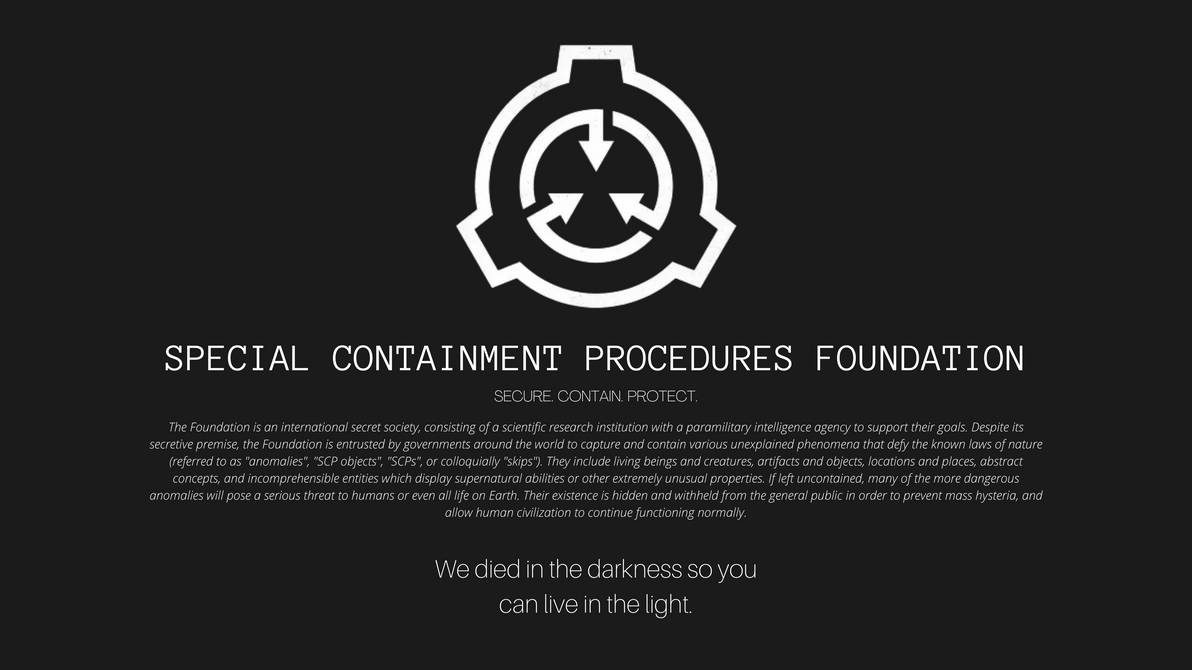 SPECIAL CONTAINMENT PROCEDURES FOUNDATION
SECURE. CONTAIN. PROTECT.
The Foundation is an international secret society, consisting of a scientific research institution with a paramilitary intelligence agency to support their goals. Despite its
secretive premise, the Foundation is entrusted by governments around the world to capture and contain various unexplained phenomena that defy the known laws of nature
(referred to as "anomalies", "SCP objects", "SCPs", or colloquially "skips"). They include living beings and creatures, artifacts and objects, locations and places, abstract
concepts, and incomprehensible entities which display supernatural abilities or other extremely unusual properties. If left uncontained, many of the more dangerous
anomalies will pose a serious threat to humans or even all life on Earth. Their existence is hidden and withheld from the general public in order to prevent mass hysteria, and
allow human civilization to continue functioning normally.
We died in the darkness so you
can live in the light.